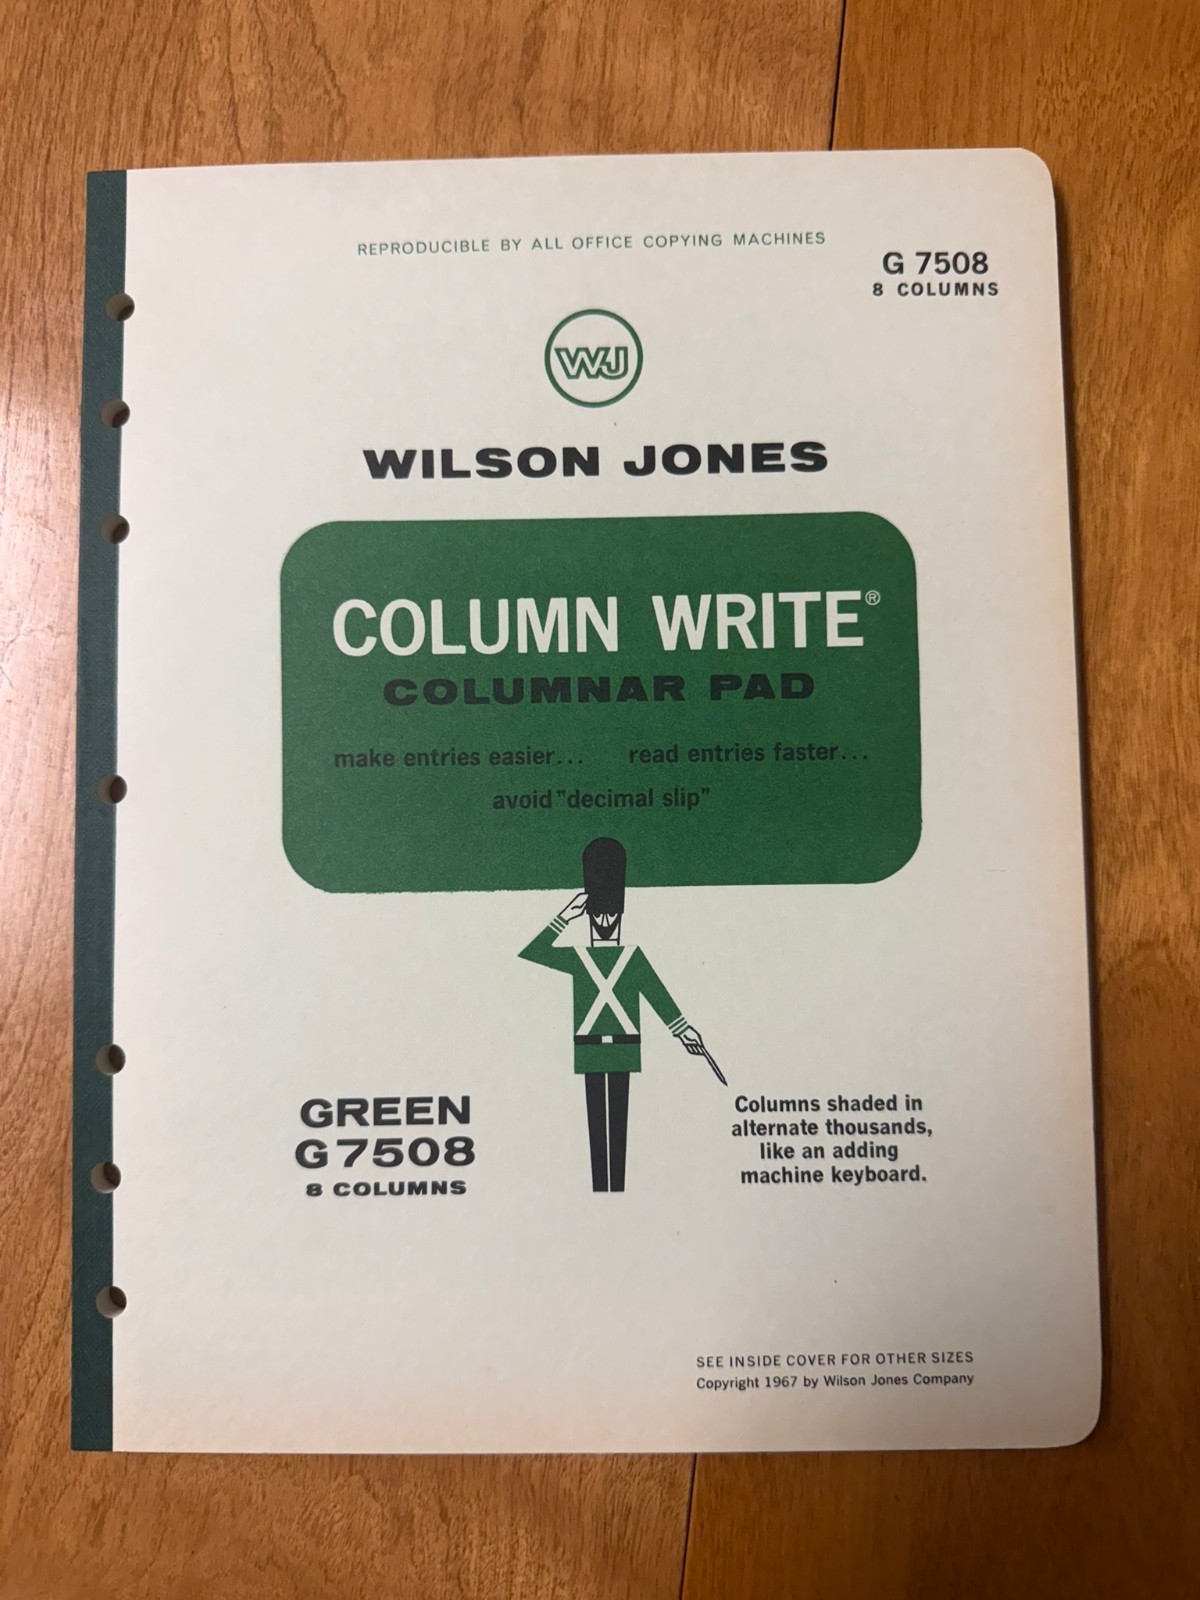 REPRODUCIBLE BY ALL OFFICE COPYING MACHINES
G 7508
8 COLUMNS
WJ
WILSON JONES
COLUMN WRITE®
COLUMNAR PAD
make entries easier... read entries faster...
avoid "decimal slip"
GREEN
G7508
8 COLUMNS
Columns shaded in
alternate thousands,
like an adding
machine keyboard.
SEE INSIDE COVER FOR OTHER SIZES
Copyright 1967 by Wilson Jones Company